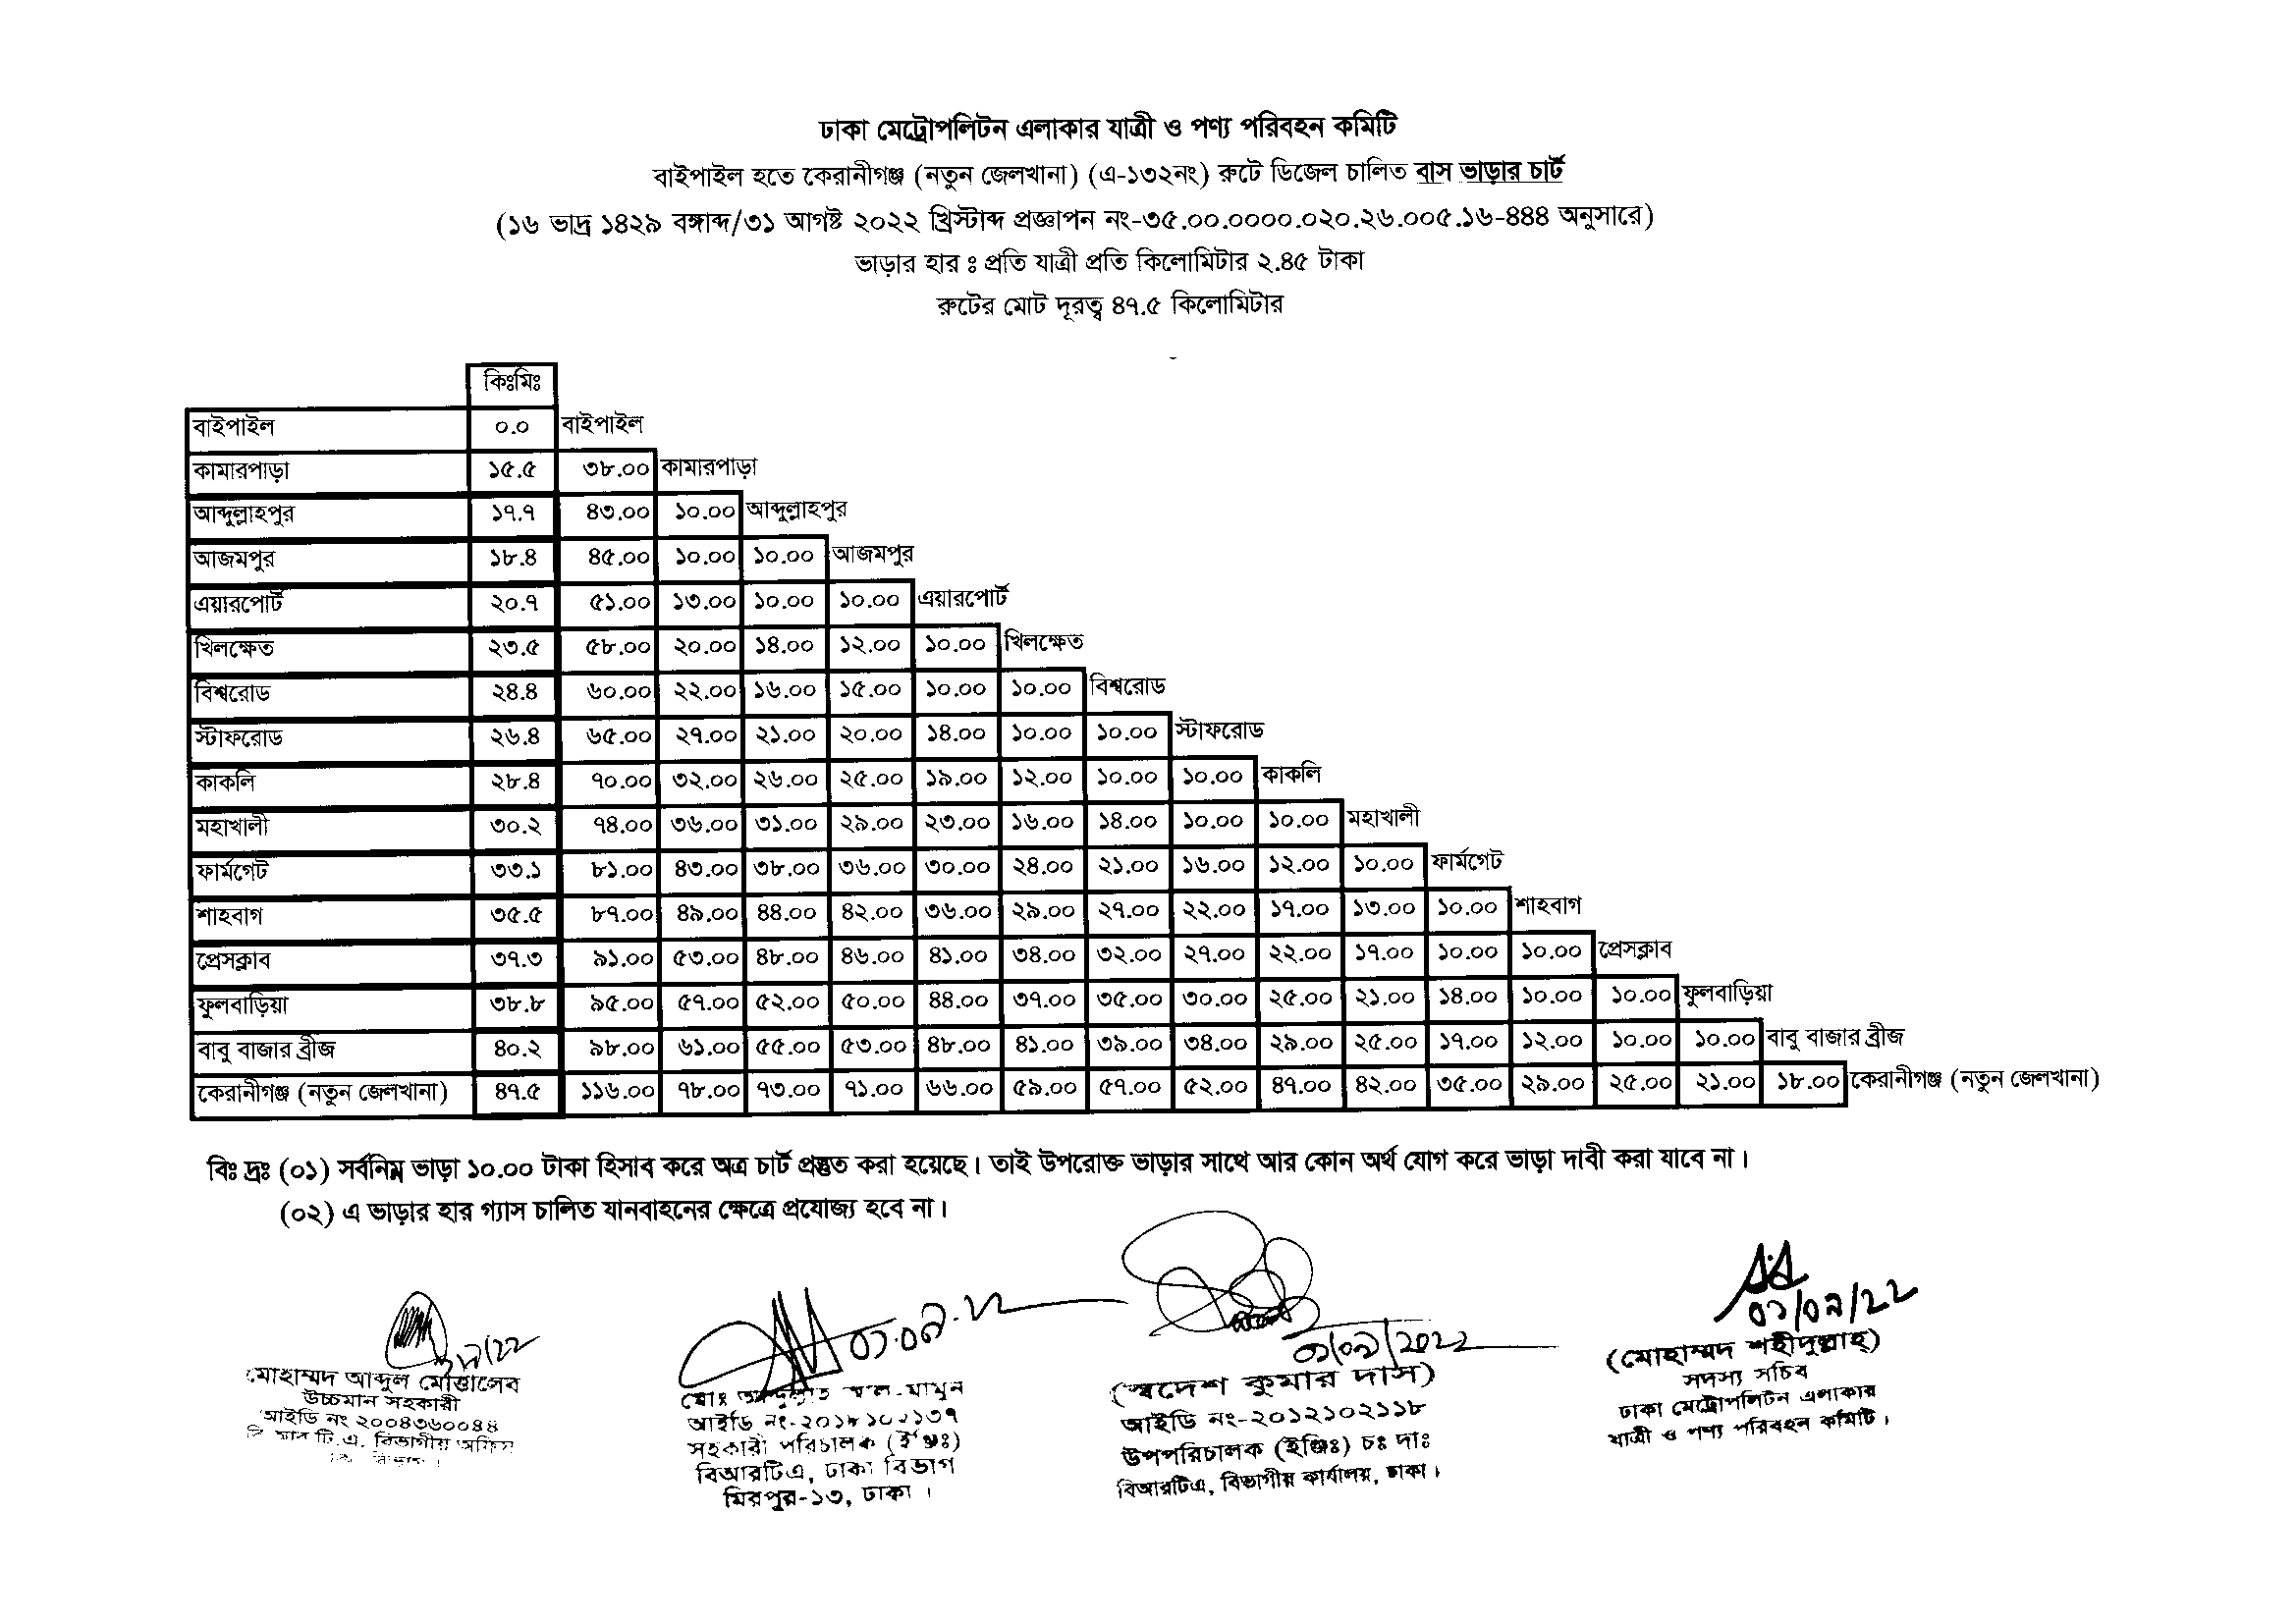 ঢাকা মেট্রোপলিটন এলাকার যাত্রী ও পণ্য পরিবহন কমিটি
বাইপাইল হতে কেরানীগঞ্জ (নতুন জেলখানা) (এ-১৩২নং) রুটে ডিজেল চালিত বাস ভাড়ার চার্ট
(১৬ ভাদ্র ১৪২৯ বঙ্গাব্দ/৩১ আগষ্ট ২০২২ খ্রিস্টাব্দ প্রজ্ঞাপন নং-৩৫.০০.০০০০.০২০.২৬.০০৫.১৬-৪৪৪ অনুসারে)
ভাড়ার হার ঃ প্রতি যাত্রী প্রতি কিলোমিটার ২.৪৫ টাকা
রুটের মোট দূরত্ব ৪৭.৫ কিলোমিটার
কিঃমিঃ
বাইপাইল ০.০ বাইপাইল
কামারপাড়া ১৫.৫ ৩৮.০০ কামারপাড়া
আব্দুল্লাহপুর ১৭.৭ ৪৩.০০ ১০.০০ আব্দুল্লাহপুর
আজমপুর ১৮.৪ ৪৫.০০ ১০.০০ ১০.০০ আজমপুর
এয়ারপোর্ট ২০.৭ ৫১.০০ ১৩.০০ ১০.০০ ১০.০০ এয়ারপোর্ট
খিলক্ষেত ২৩.৫ ৫৮.০০ ২০.০০ ১৪.০০ ১২.০০ ১০.০০ খিলক্ষেত
বিশ্বরোড ২৪.৪ ৬০.০০ ২২.০০ ১৬.০০ ১৫.০০ ১০.০০ ১০.০০ বিশ্বরোড
স্টাফরোড ২৬.৪ ৬৫.০০ ২৭.০০ ২১.০০ ২০.০০ ১৪.০০ ১০.০০ ১০.০০ স্টাফরোড
কাকলি ২৮.৪ ৭০.০০ ৩২.০০ ২৬.০০ ২৫.০০ ১৯.০০ ১২.০০ ১০.০০ ১০.০০ কাকলি
মহাখালী ৩০.২ ৭৪.০০ ৩৬.০০ ৩১.০০ ২৯.০০ ২৩.০০ ১৬.০০ ১৪.০০ ১০.০০ ১০.০০ মহাখালী
ফার্মগেট ৩৩.১ ৮১.০০ ৪৩.০০ ৩৮.০০ ৩৬.০০ ৩০.০০ ২৪.০০ ২১.০০ ১৬.০০ ১২.০০ ১০.০০ ফার্মগেট
শাহবাগ ৩৫.৫ ৮৭.০০ ৪৯.০০ ৪৪.০০ ৪২.০০ ৩৬.০০ ২৯.০০ ২৭.০০ ২২.০০ ১৭.০০ ১৩.০০ ১০.০০ শাহবাগ
প্রেসক্লাব ৩৭.৩ ৯১.০০ ৫৩.০০ ৪৮.০০ ৪৬.০০ ৪১.০০ ৩৪.০০ ৩২.০০ ২৭.০০ ২২.০০ ১৭.০০ ১০.০০ ১০.০০ প্রেসক্লাব
ফুলবাড়িয়া ৩৮.৮ ৯৫.০০ ৫৭.০০ ৫২.০০ ৫০.০০ ৪৪.০০ ৩৭.০০ ৩৫.০০ ৩০.০০ ২৫.০০ ২১.০০ ১৪.০০ ১০.০০ ১০.০০ ফুলবাড়িয়া
বাবু বাজার ব্রীজ ৪০.২ ৯৮.০০ ৬১.০০ ৫৫.০০ ৫৩.০০ ৪৮.০০ ৪১.০০ ৩৯.০০ ৩৪.০০ ২৯.০০ ২৫.০০ ১৭.০০ ১২.০০ ১০.০০ ১০.০০ বাবু বাজার ব্রীজ
কেরানীগঞ্জ (নতুন জেলখানা) ৪৭.৫ ১১৬.০০ ৭৮.০০ ৭৩.০০ ৭১.০০ ৬৬.০০ ৫৯.০০ ৫৭.০০ ৫২.০০ ৪৭.০০ ৪২.০০ ৩৫.০০ ২৯.০০ ২৫.০০ ২১.০০ ১৮.০০ কেরানীগঞ্জ (নতুন জেলখানা)
বিঃ দ্রঃ (০১) সর্বনিম্ন ভাড়া ১০.০০ টাকা হিসাব করে অত্র চার্ট প্রস্তুত করা হয়েছে। তাই উপরোক্ত ভাড়ার সাথে আর কোন অর্থ যোগ করে ভাড়া দাবী করা যাবে না।
(০২) এ ভাড়ার হার গ্যাস চালিত যানবাহনের ক্ষেত্রে প্রযোজ্য হবে না।
মোহাম্মদ আব্দুল মোত্তালেব
উচ্চমান সহকারী
আইডি নং ২০০৪৩৬০০৪৪
টি.এ. বিভাগীয় অফিস
০১.০৯.২২
মোঃ আল-মামুন
আইডি নং-২০১৮১০২১৩৭
সহকারী পরিচালক (ইঞ্জিঃ)
বিআরটিএ, ঢাকা বিভাগ
মিরপুর-১৩, ঢাকা ।
০১/০৯/২০২২
(স্বদেশ কুমার দাস)
আইডি নং-২০১২১০২১১৮
উপপরিচালক (ইঞ্জিঃ) চঃ দাঃ
বিআরটিএ, বিভাগীয় কার্যালয়, ঢাকা।
০১/০৯/২২
(মোহাম্মদ শহীদুল্লাহ্)
সদস্য সচিব
ঢাকা মেট্রোপলিটন এলাকার
যাত্রী ও পণ্য পরিবহন কমিটি।